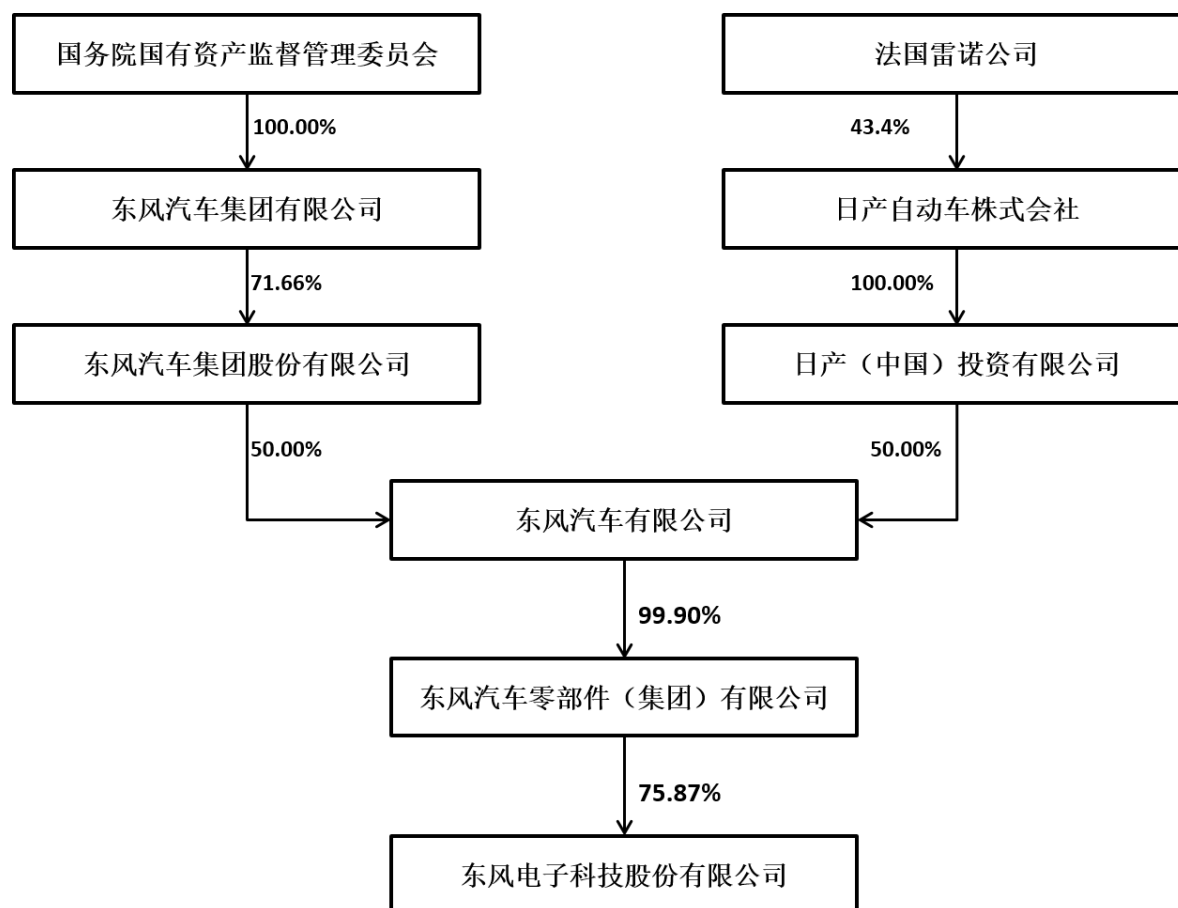 国务院国有资产监督管理委员会
法国雷诺公司
100.00%
43.4%
东风汽车集团有限公司
日产自动车株式会社
71.66%
100.00%
东风汽车集团股份有限公司
日产（中国）投资有限公司
50.00%
50.00%
东风汽车有限公司
99.90%
东风汽车零部件（集团）有限公司
75.87%
东风电子科技股份有限公司